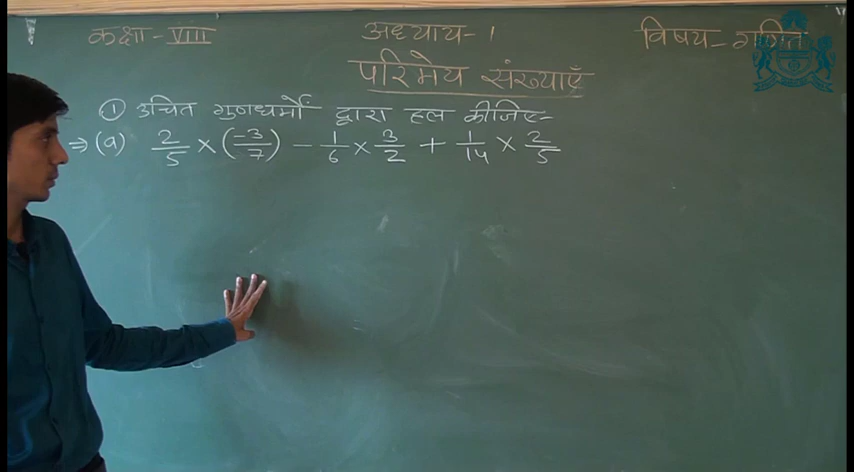 कक्षा - VIII अध्याय - 1 विषय - गणित
परिमेय संख्याएँ
① उचित गुणधर्मो द्वारा हल कीजिए-
⇒ (a) 2/5 × (-3/7) - 1/6 × 3/2 + 1/14 × 2/5